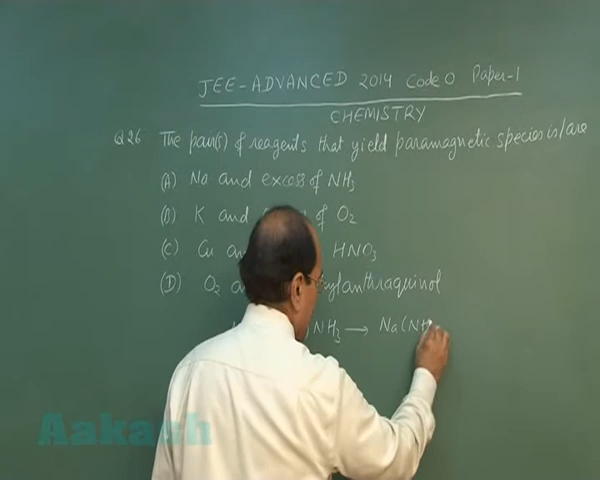 JEE-ADVANCED 2014 Code 0 Paper-1
CHEMISTRY
Q26 The pair(s) of reagents that yield paramagnetic species is/are
(A) Na and excess of NH₃
(B) K and of O₂
(C) Cu HNO₃
(D) O₂ ylanthraquinol
NH₃ → Na(NH
Aakash